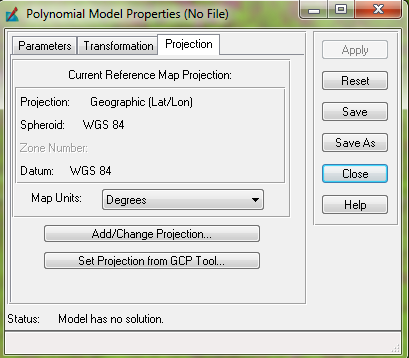 Polynomial Model Properties (No File)
Parameters Transformation Projection
Current Reference Map Projection:
Projection: Geographic (Lat/Lon)
Spheroid: WGS 84
Zone Number:
Datum: WGS 84
Map Units: Degrees
Add/Change Projection...
Set Projection from GCP Tool...
Apply
Reset
Save
Save As
Close
Help
Status: Model has no solution.